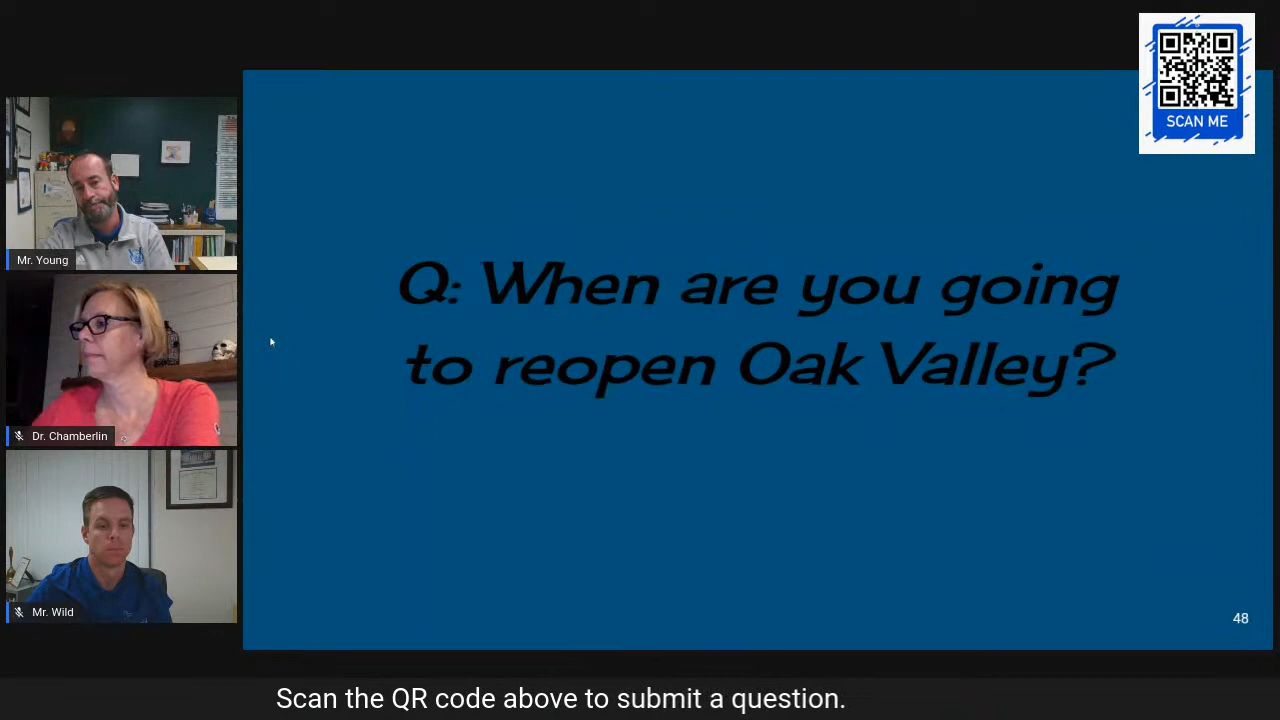 SCAN ME
Mr. Young
Dr. Chamberlin
Mr. Wild
Q: When are you going
to reopen Oak Valley?
48
Scan the QR code above to submit a question.